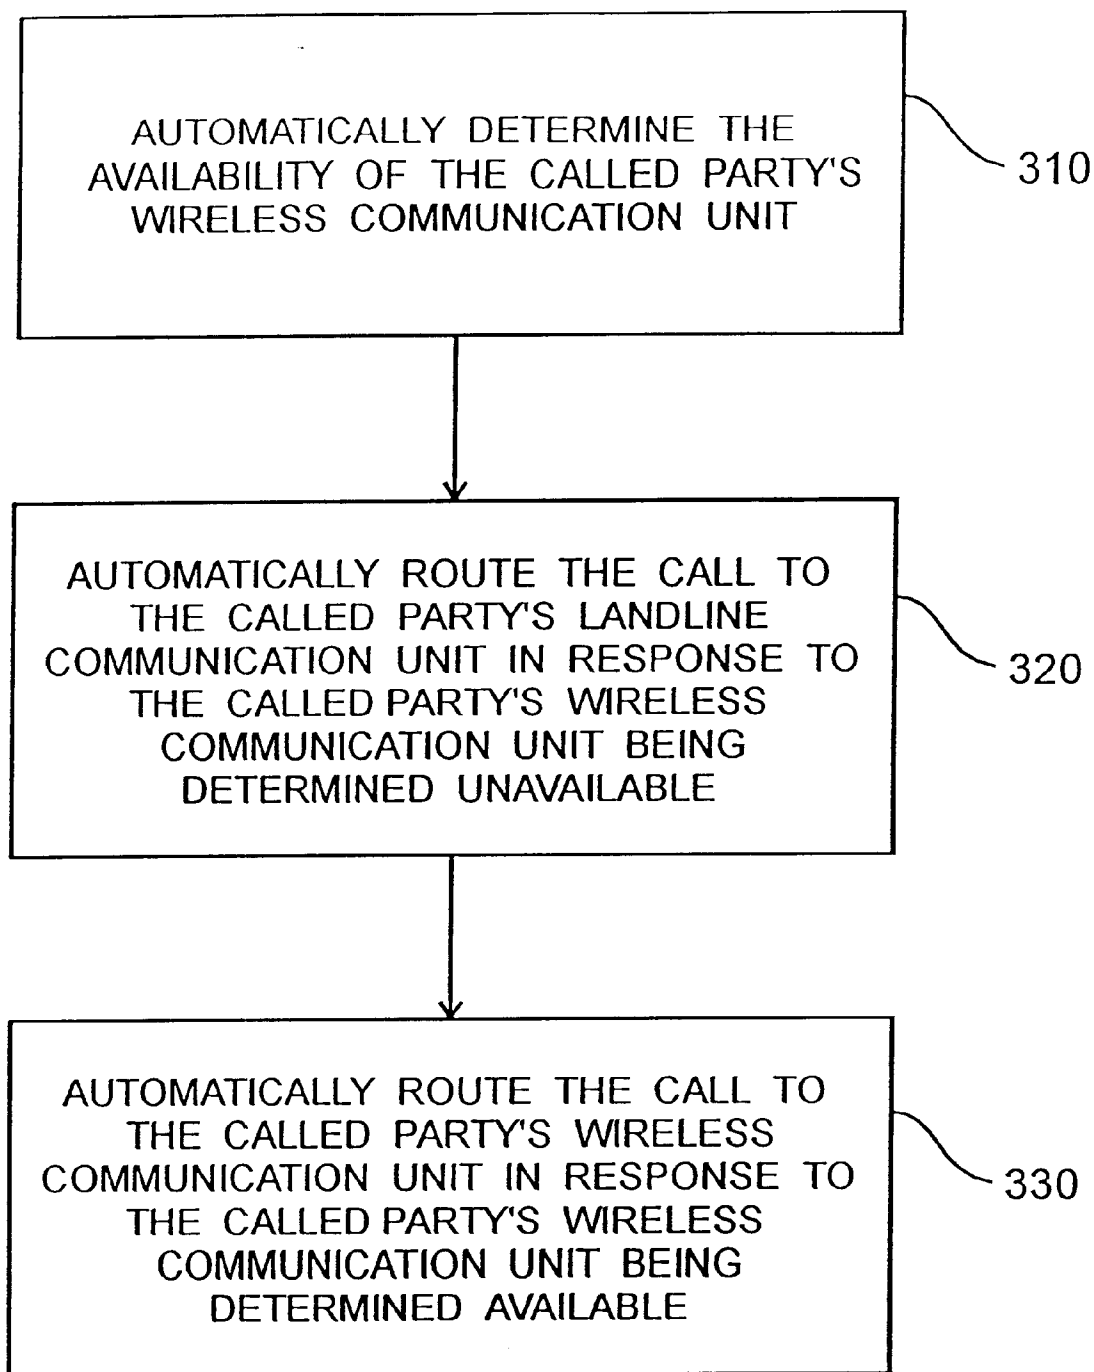 AUTOMATICALLY DETERMINE THE
AVAILABILITY OF THE CALLED PARTY'S
WIRELESS COMMUNICATION UNIT
310
AUTOMATICALLY ROUTE THE CALL TO
THE CALLED PARTY'S LANDLINE
COMMUNICATION UNIT IN RESPONSE TO
THE CALLED PARTY'S WIRELESS
COMMUNICATION UNIT BEING
DETERMINED UNAVAILABLE
320
AUTOMATICALLY ROUTE THE CALL TO
THE CALLED PARTY'S WIRELESS
COMMUNICATION UNIT IN RESPONSE TO
THE CALLED PARTY'S WIRELESS
COMMUNICATION UNIT BEING
DETERMINED AVAILABLE
330